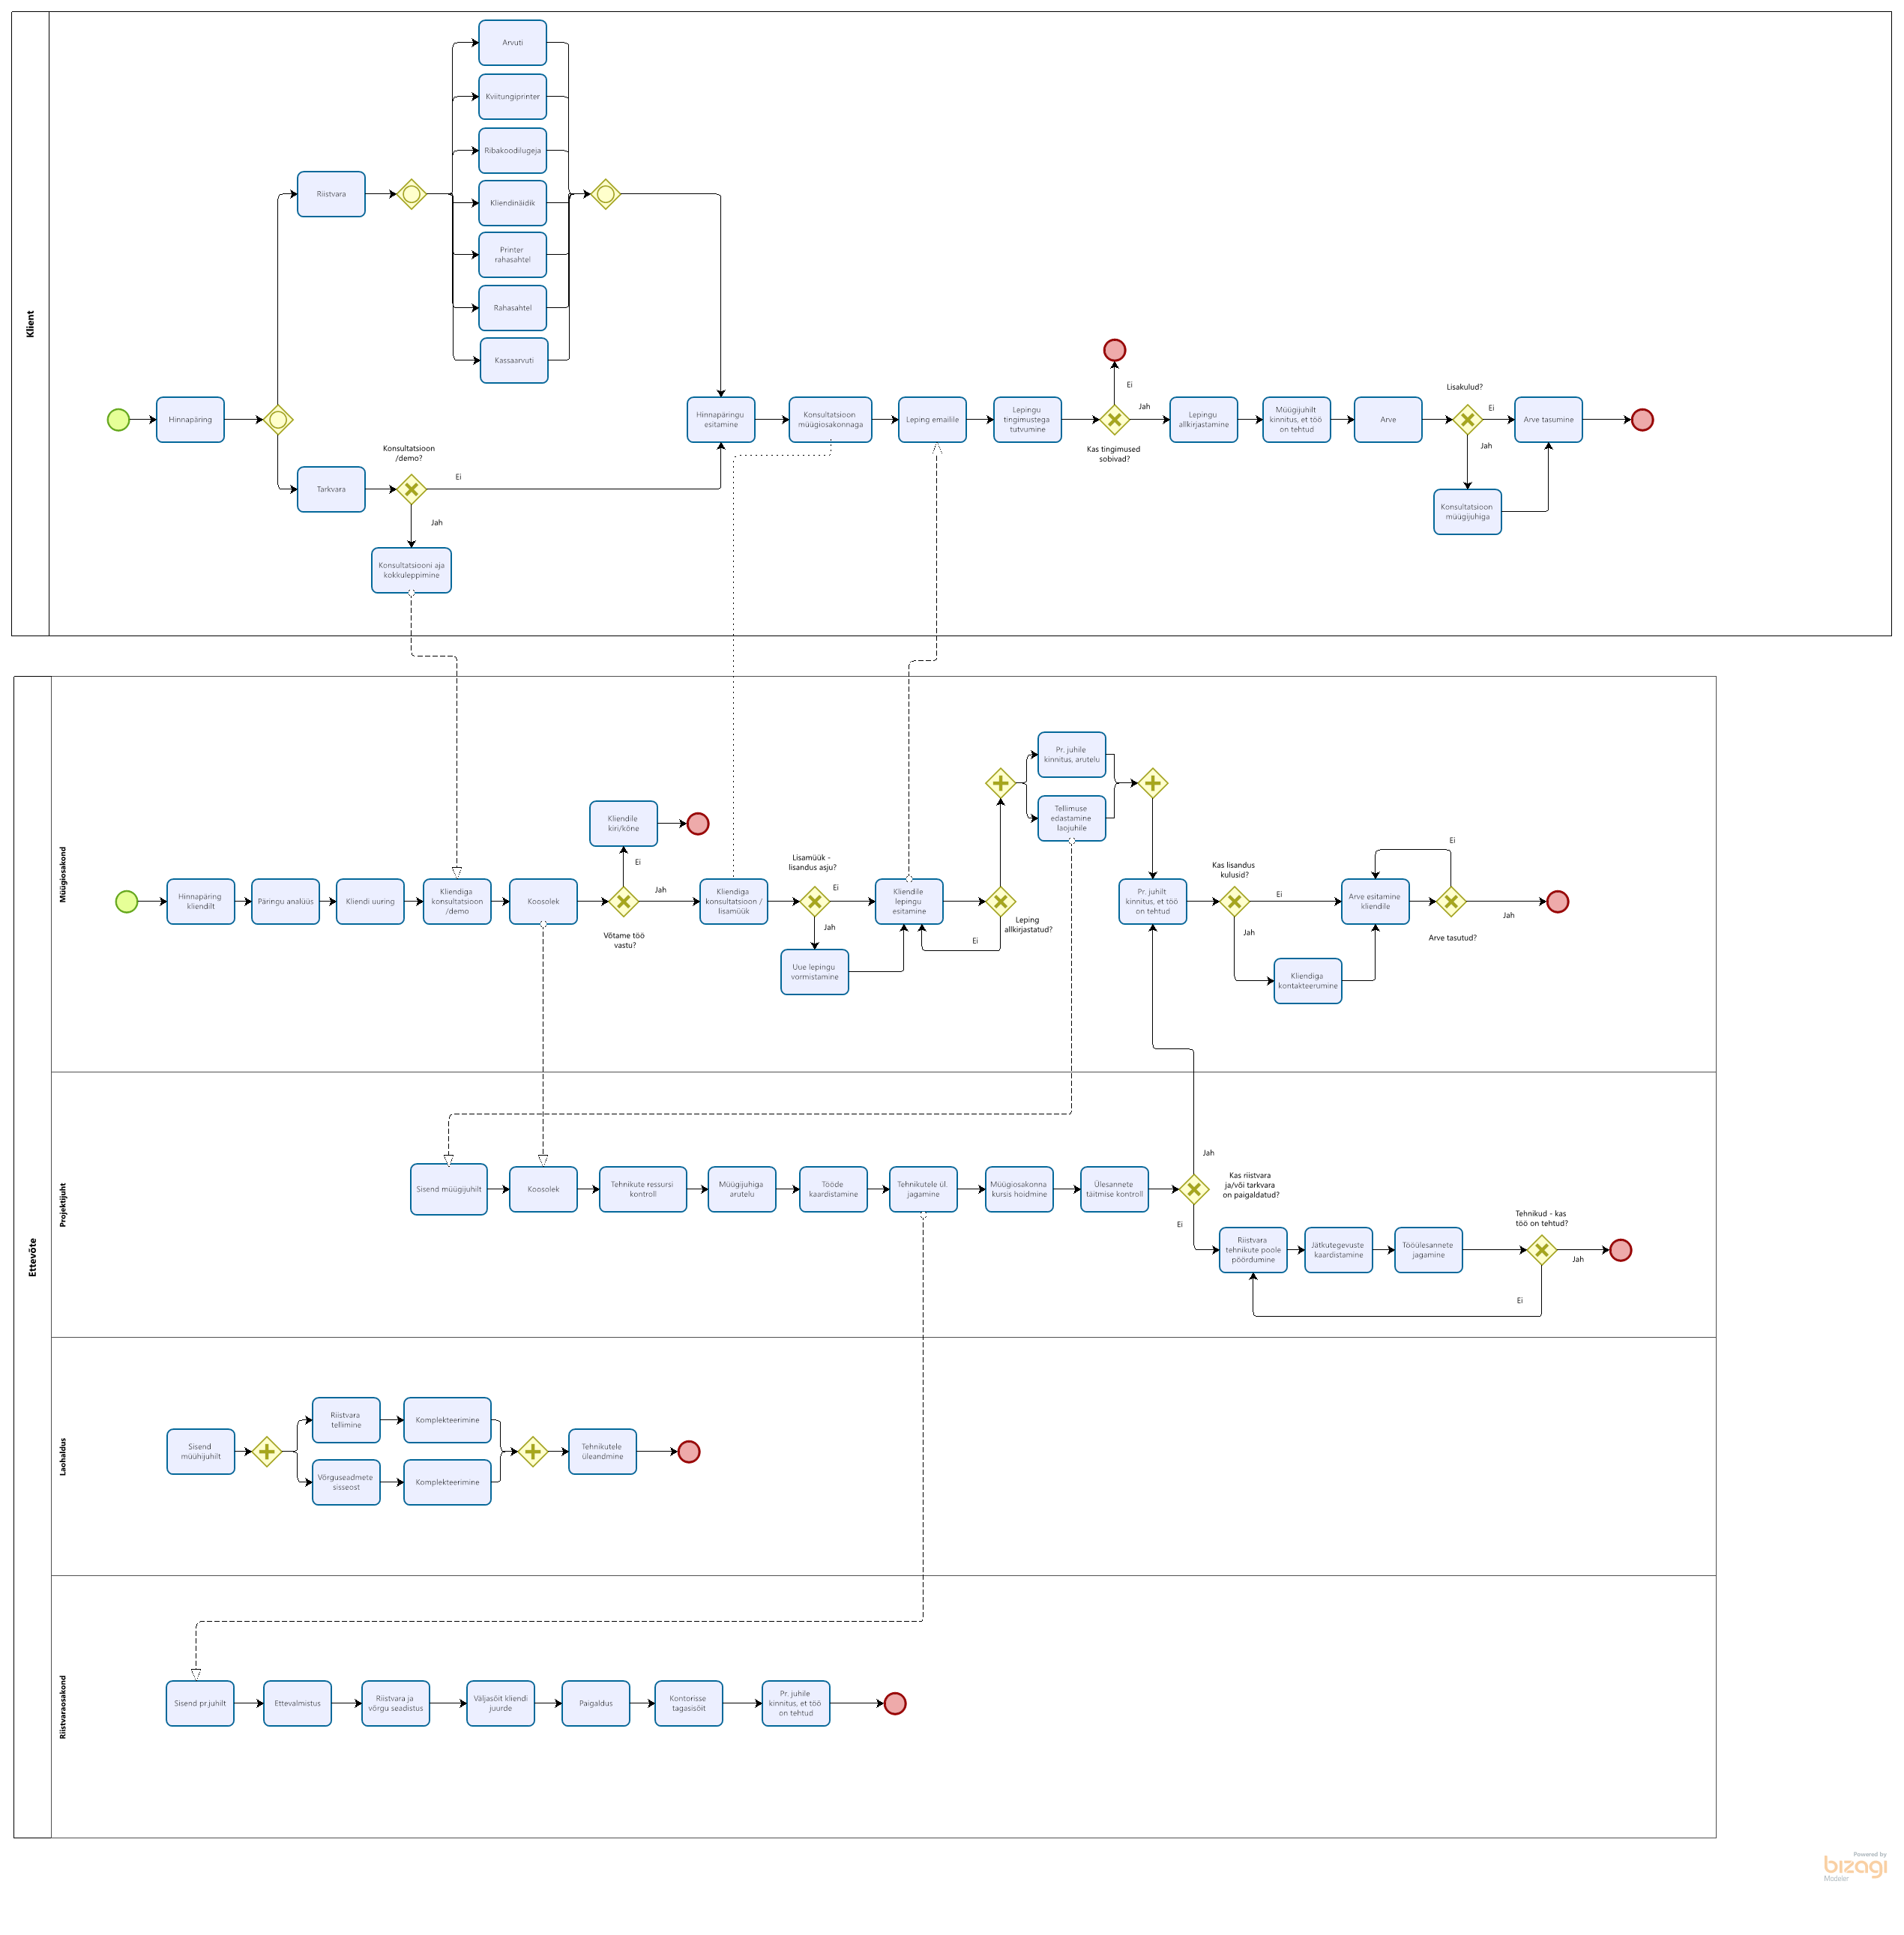 Klient
Arvuti
Kviitungiprinter
Ribakoodilugeja
Riistvara
Kliendinäidik
Printer
rahasahtel
Rahasahtel
Kassaarvuti
Hinnapäring
Konsultatsioon
/demo?
Ei
Tarkvara
Jah
Konsultatsiooni aja
kokkuleppimine
Hinnapäringu
esitamine
Konsultatsioon
müügiosakonnaga
Leping emailile
Lepingu
tingimustega
tutvumine
Ei
Jah
Kas tingimused
sobivad?
Lepingu
allkirjastamine
Müügijuhilt
kinnitus, et töö
on tehtud
Arve
Lisakulud?
Ei
Jah
Arve tasumine
Konsultatsioon
müügijuhiga
Ettevõte
Müügiosakond
Hinnapäring
kliendilt
Päringu analüüs
Kliendi uuring
Kliendiga
konsultatsioon
/demo
Koosolek
Kliendile
kiri/kõne
Ei
Jah
Võtame töö
vastu?
Kliendiga
konsultatsioon /
lisamüük
Lisamüük -
lisandus asju?
Ei
Jah
Uue lepingu
vormistamine
Kliendile
lepingu
esitamine
Ei
Leping
allkirjastatud?
Pr. juhile
kinnitus, arutelu
Tellimuse
edastamine
laojuhile
Pr. juhilt
kinnitus, et töö
on tehtud
Kas lisandus
kulusid?
Ei
Jah
Kliendiga
kontakteerumine
Arve esitamine
kliendile
Ei
Jah
Arve tasutud?
Projektijuht
Sisend müügijuhilt
Koosolek
Tehnikute ressursi
kontroll
Müügijuhiga
arutelu
Tööde
kaardistamine
Tehnikutele ül.
jagamine
Müügiosakonna
kursis hoidmine
Ülesannete
täitmise kontroll
Jah
Kas riistvara
ja/või tarkvara
on paigaldatud?
Ei
Riistvara
tehnikute poole
pöördumine
Jätkutegevuste
kaardistamine
Tööülesannete
jagamine
Tehnikud - kas
töö on tehtud?
Jah
Ei
Laohaldus
Sisend
müühijuhilt
Riistvara
tellimine
Komplekteerimine
Võrguseadmete
sisseost
Komplekteerimine
Tehnikutele
üleandmine
Riistvaraosakond
Sisend pr.juhilt
Ettevalmistus
Riistvara ja
võrgu seadistus
Väljasõit kliendi
juurde
Paigaldus
Kontorisse
tagasisõit
Pr. juhile
kinnitus, et töö
on tehtud
Powered by
bizagi
Modeler